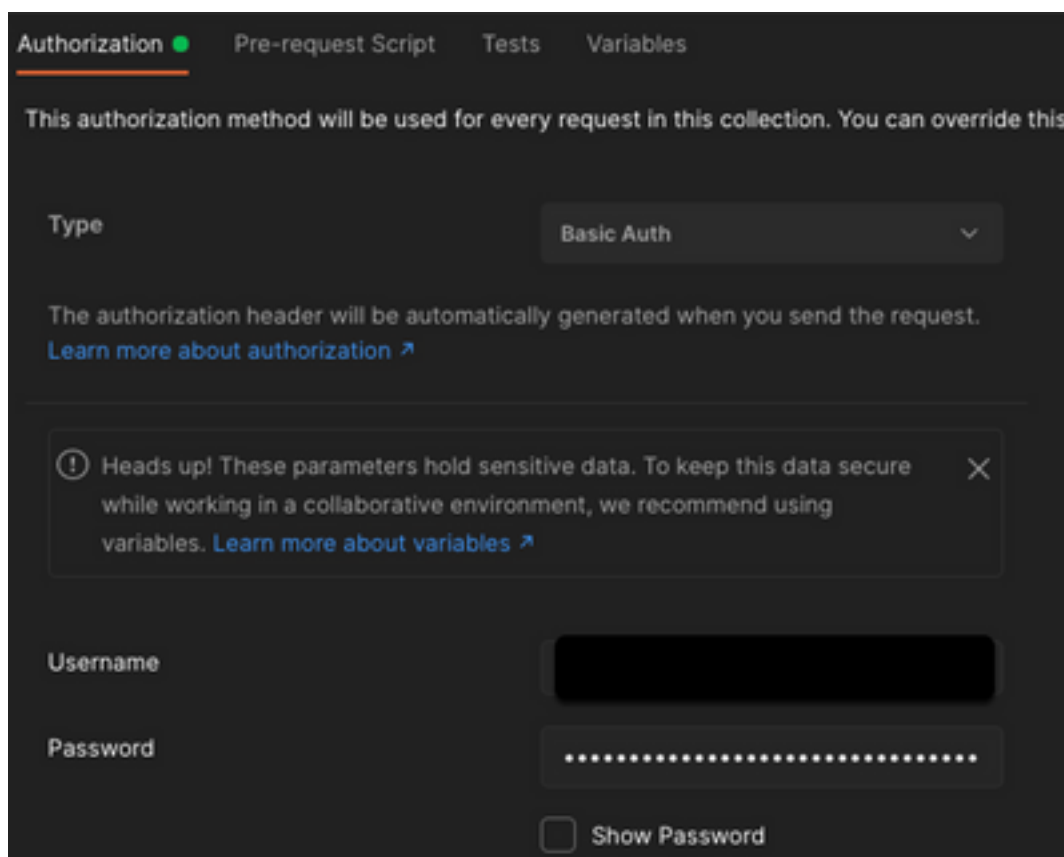 Authorization Pre-request Script Tests Variables
This authorization method will be used for every request in this collection. You can override this
Type
Basic Auth
The authorization header will be automatically generated when you send the request.
Learn more about authorization ↗
Heads up! These parameters hold sensitive data. To keep this data secure
while working in a collaborative environment, we recommend using
variables. Learn more about variables ↗
Username
Password
•••••••••••••••••••••••••••••••••
Show Password